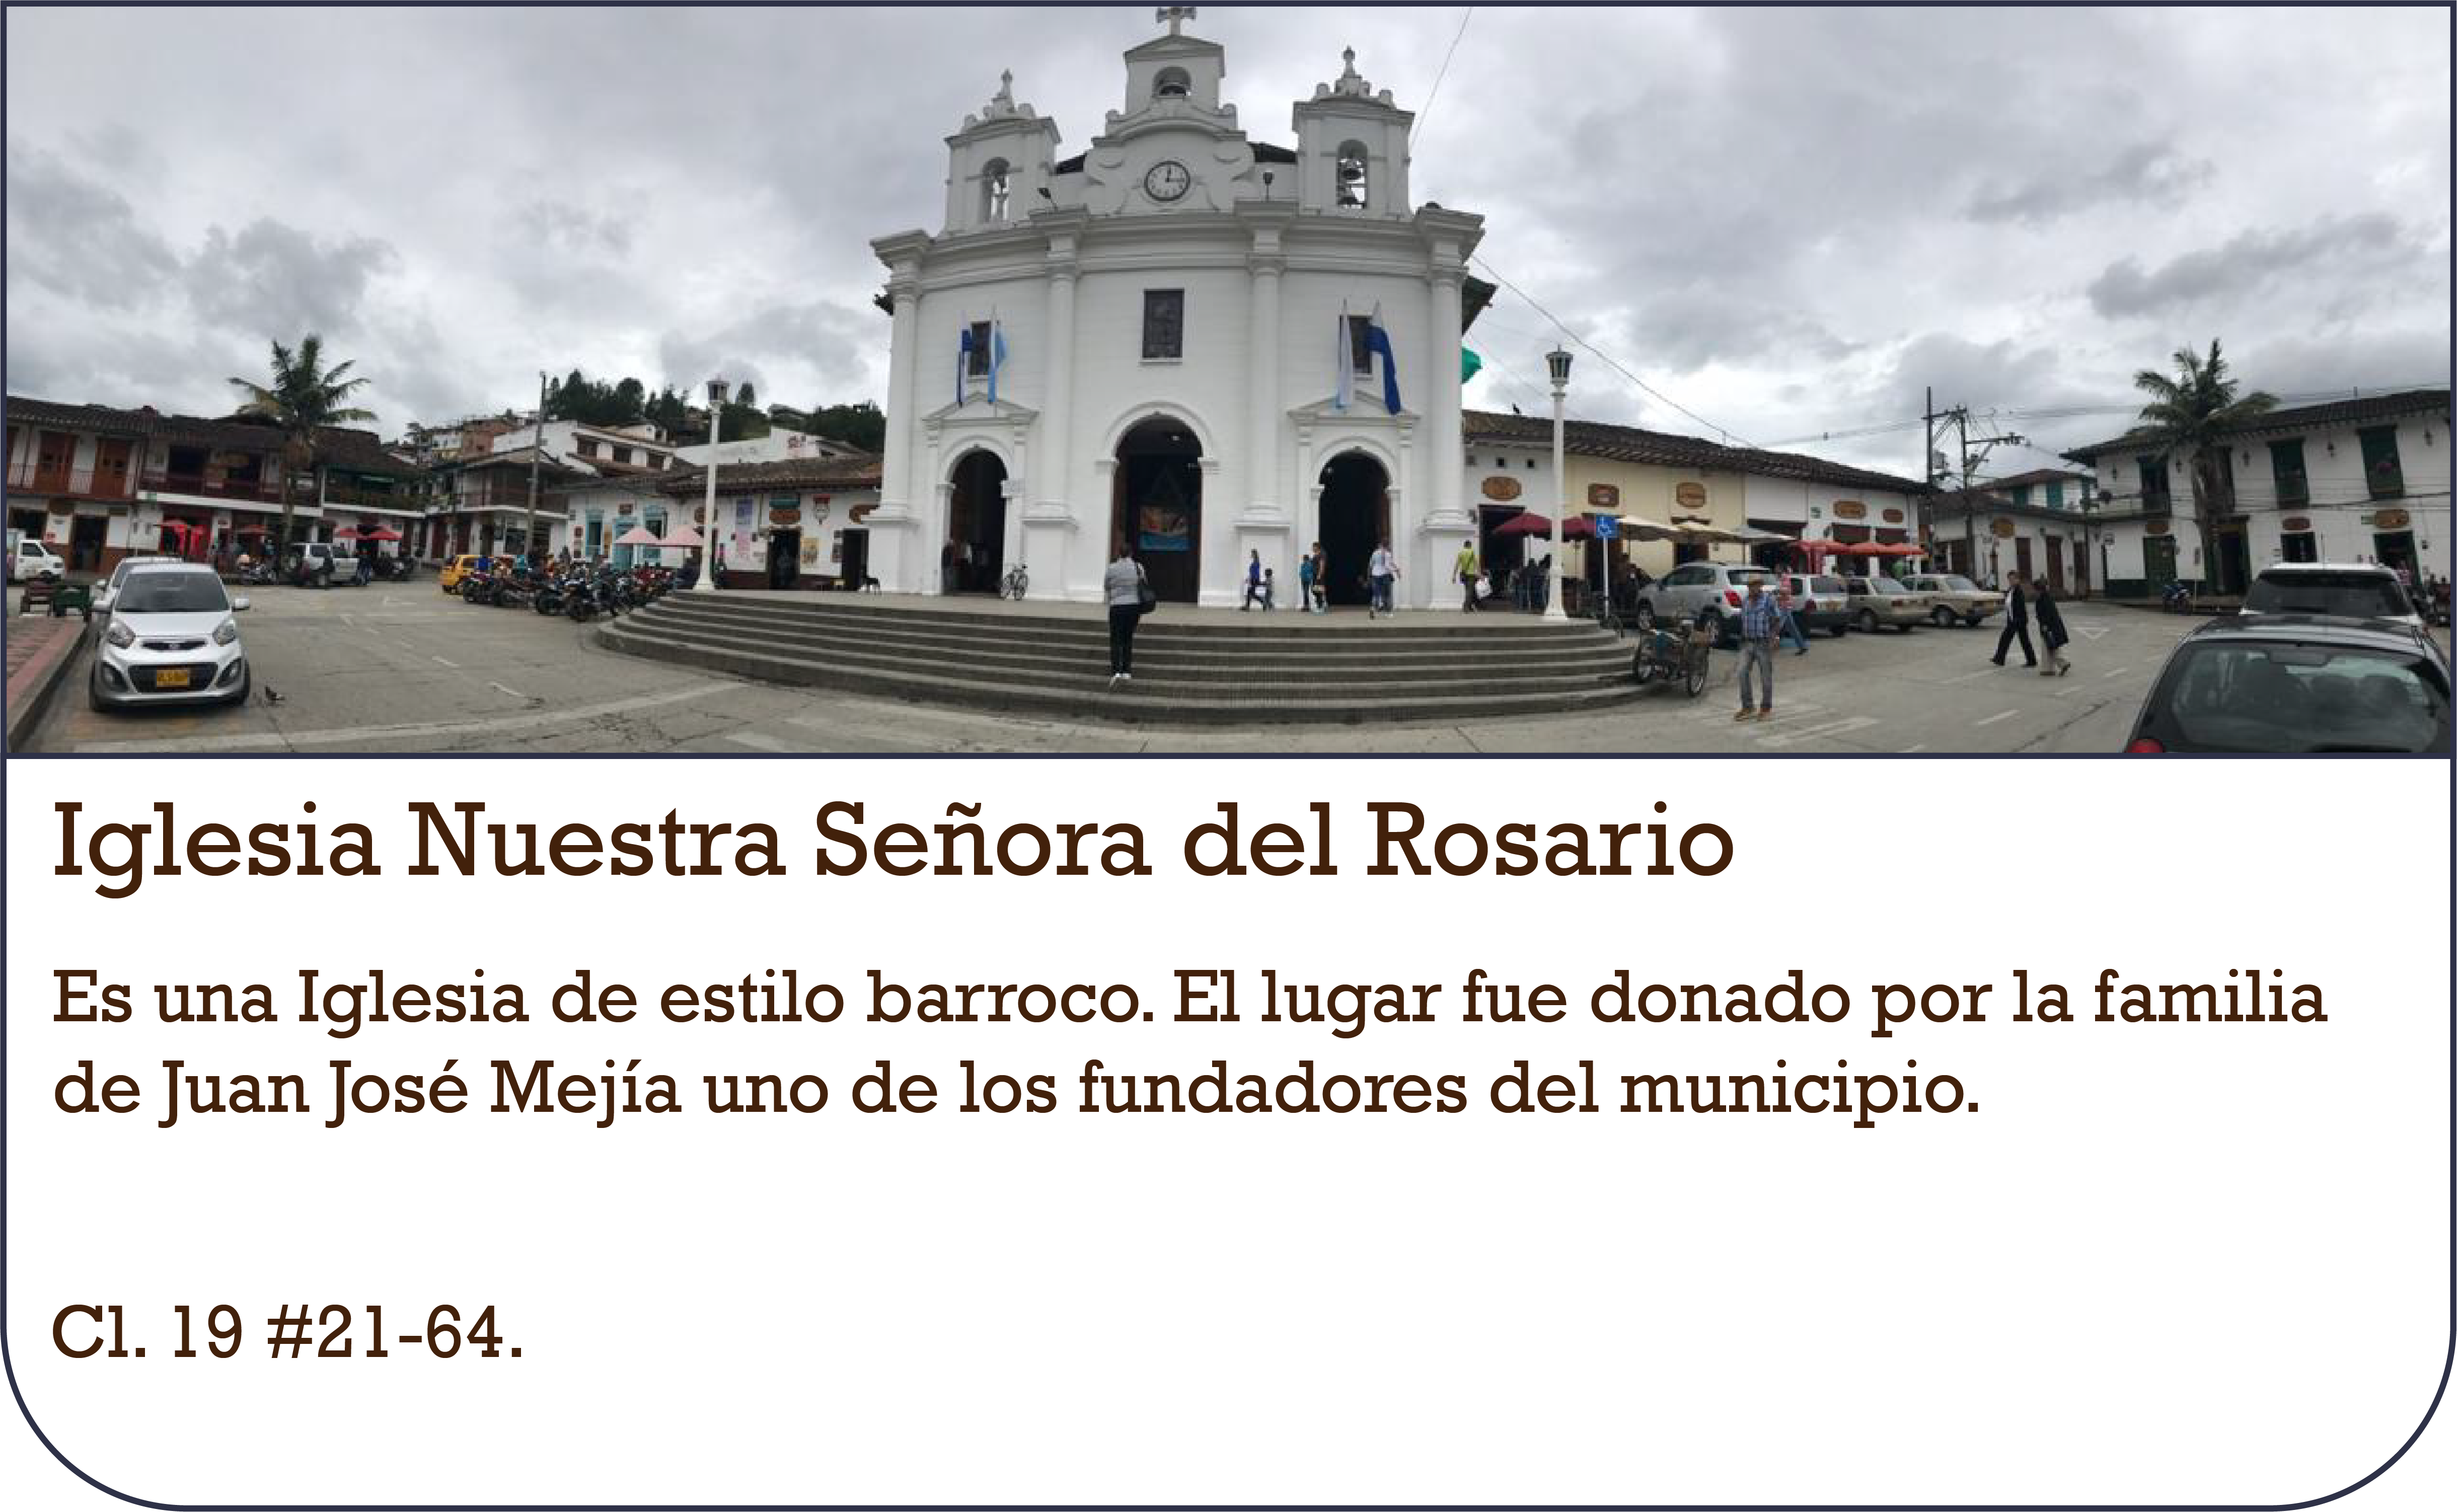 Iglesia Nuestra Señora del Rosario
Es una Iglesia de estilo barroco. El lugar fue donado por la familia
de Juan José Mejía uno de los fundadores del municipio.
Cl. 19 #21-64.